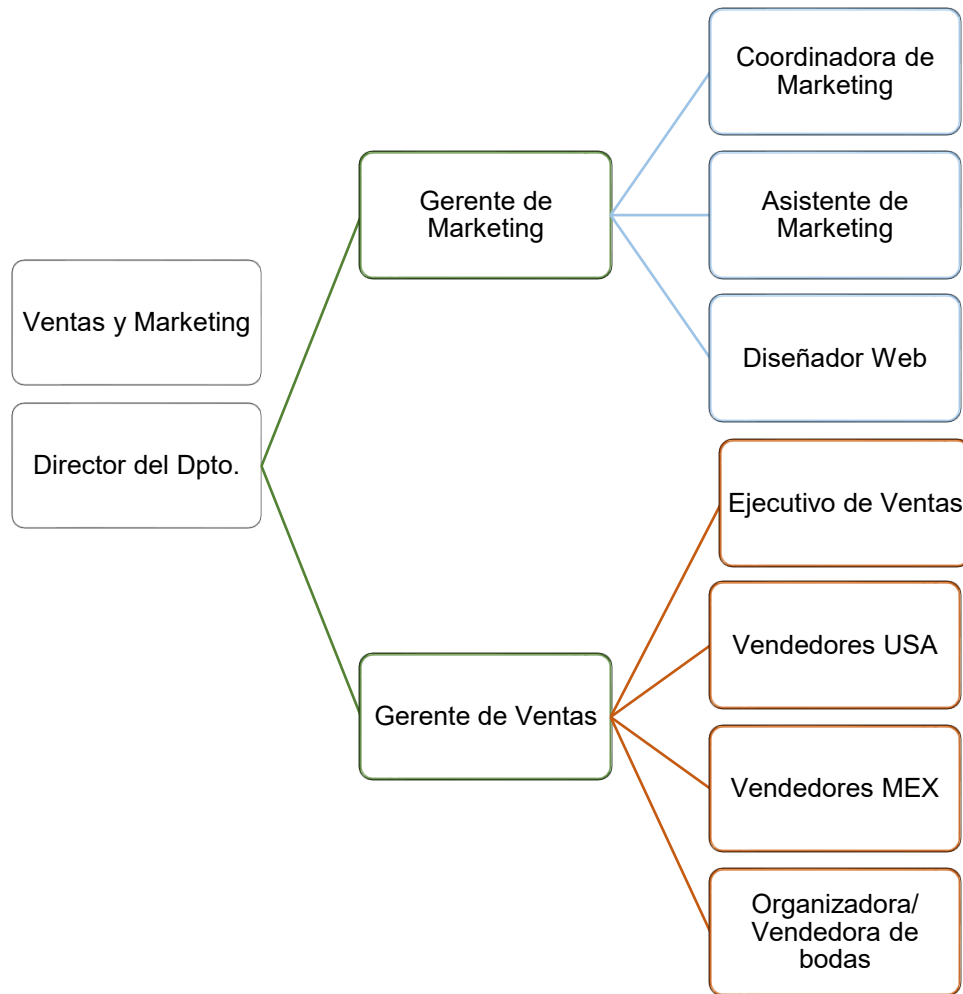 Ventas y Marketing
Director del Dpto.
Gerente de
Marketing
Gerente de Ventas
Coordinadora de
Marketing
Asistente de
Marketing
Diseñador Web
Ejecutivo de Ventas
Vendedores USA
Vendedores MEX
Organizadora/
Vendedora de
bodas